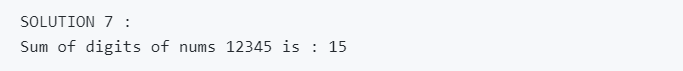 SOLUTION 7 :
Sum of digits of nums 12345 is : 15